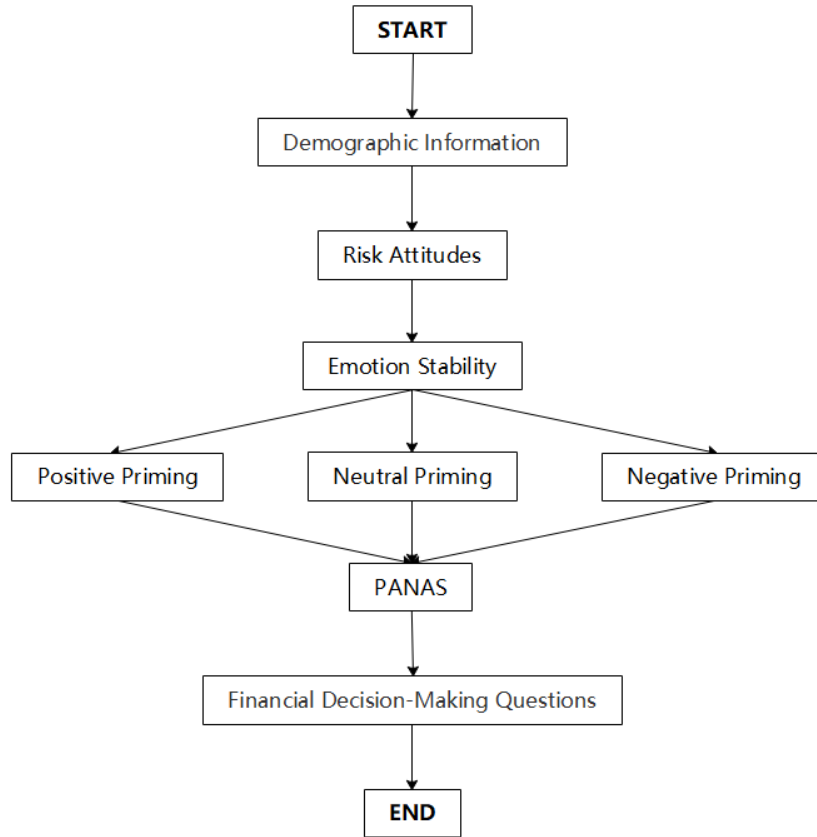 START
Demographic Information
Risk Attitudes
Emotion Stability
Positive Priming
Neutral Priming
Negative Priming
PANAS
Financial Decision-Making Questions
END